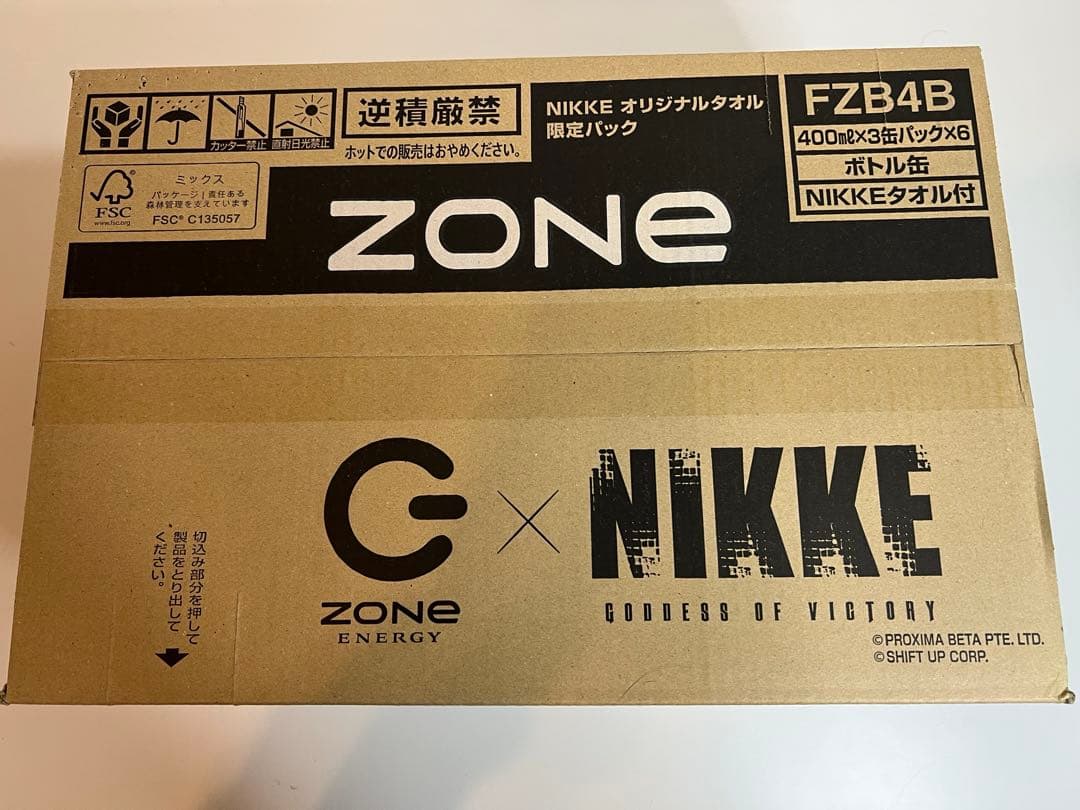 カッター禁止
直射日光禁止
逆積厳禁
ホットでの販売はおやめください。
NIKKE オリジナルタオル
限定パック
FZB4B
400mℓ×3缶パック×6
ボトル缶
NIKKEタオル付
FSC®
www.fsc.org
ミックス
パッケージ|責任ある
森林管理を支えています
FSC® C135057
ZONe
ZONe
ENERGY
×
NIKKE
GODDESS OF VICTORY
切込み部分を押して
製品をとり出して
ください。
©PROXIMA BETA PTE. LTD.
©SHIFT UP CORP.